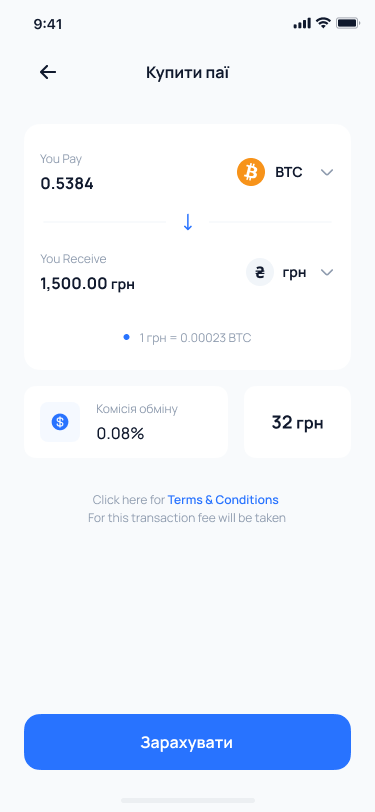 9:41
Купити паї
You Pay
0.5384
BTC
You Receive
1,500.00 грн
₴ грн
1 грн = 0.00023 BTC
Комісія обміну
0.08%
32 грн
Click here for Terms & Conditions
For this transaction fee will be taken
Зарахувати